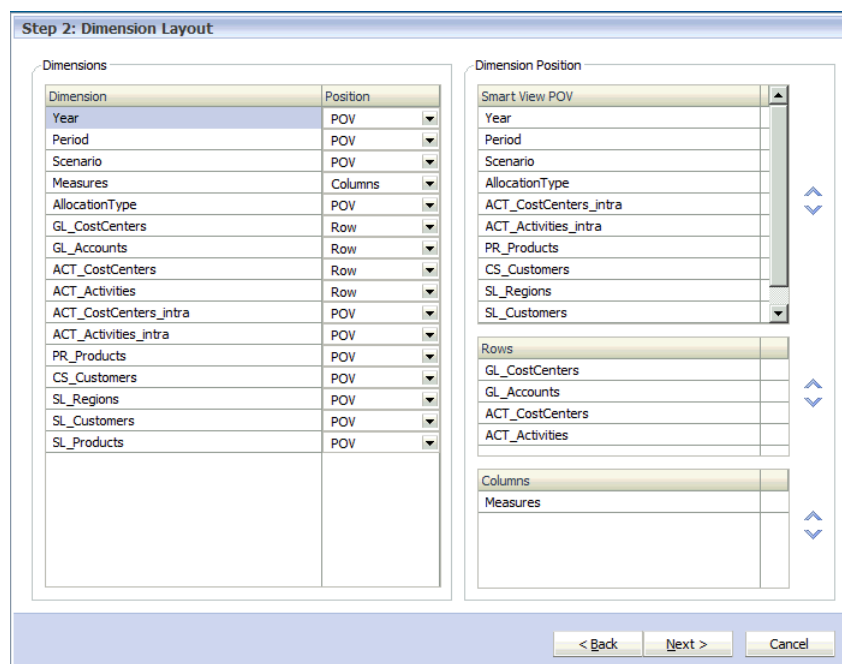 Step 2: Dimension Layout
Dimensions
Dimension Position
Year POV
Period POV
Scenario POV
Measures Columns
AllocationType POV
GL_CostCenters Row
GL_Accounts Row
ACT_CostCenters Row
ACT_Activities Row
ACT_CostCenters_intra POV
ACT_Activities_intra POV
PR_Products POV
CS_Customers POV
SL_Regions POV
SL_Customers POV
SL_Products POV
Dimension Position
Smart View POV
Year
Period
Scenario
AllocationType
ACT_CostCenters_intra
ACT_Activities_intra
PR_Products
CS_Customers
SL_Regions
SL_Customers
Rows
GL_CostCenters
GL_Accounts
ACT_CostCenters
ACT_Activities
Columns
Measures
< Back Next > Cancel